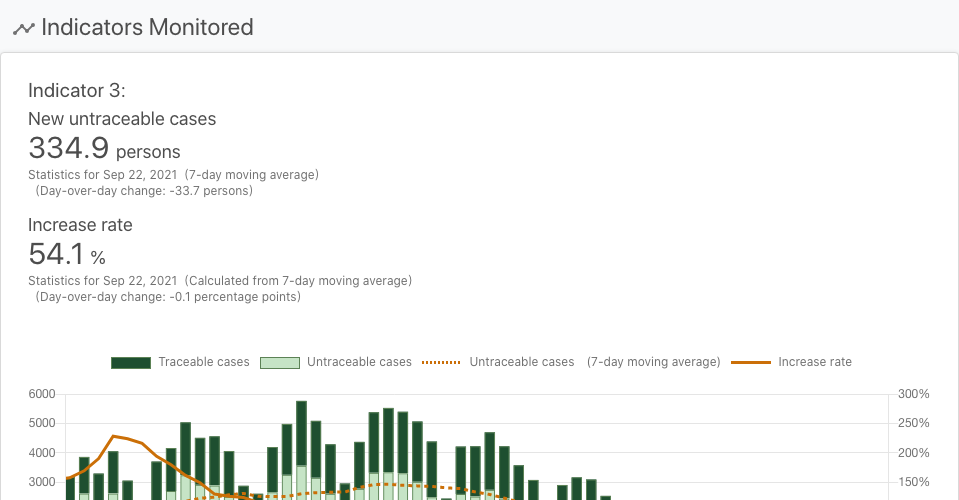 Indicators Monitored
Indicator 3:
New untraceable cases
334.9 persons
Statistics for Sep 22, 2021 (7-day moving average)
(Day-over-day change: -33.7 persons)
Increase rate
54.1 %
Statistics for Sep 22, 2021 (Calculated from 7-day moving average)
(Day-over-day change: -0.1 percentage points)
Traceable cases Untraceable cases Untraceable cases (7-day moving average) Increase rate
6000 300%
5000 250%
4000 200%
3000 150%